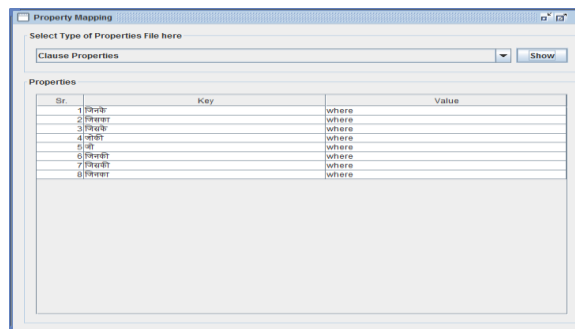 Property Mapping
Select Type of Properties File here
Clause Properties Show
Properties
Sr. Key Value
1 जिनके where
2 जिसका where
3 जिसके where
4 जोकी where
5 जो where
6 जिनकी where
7 जिसकी where
8 जिनका where